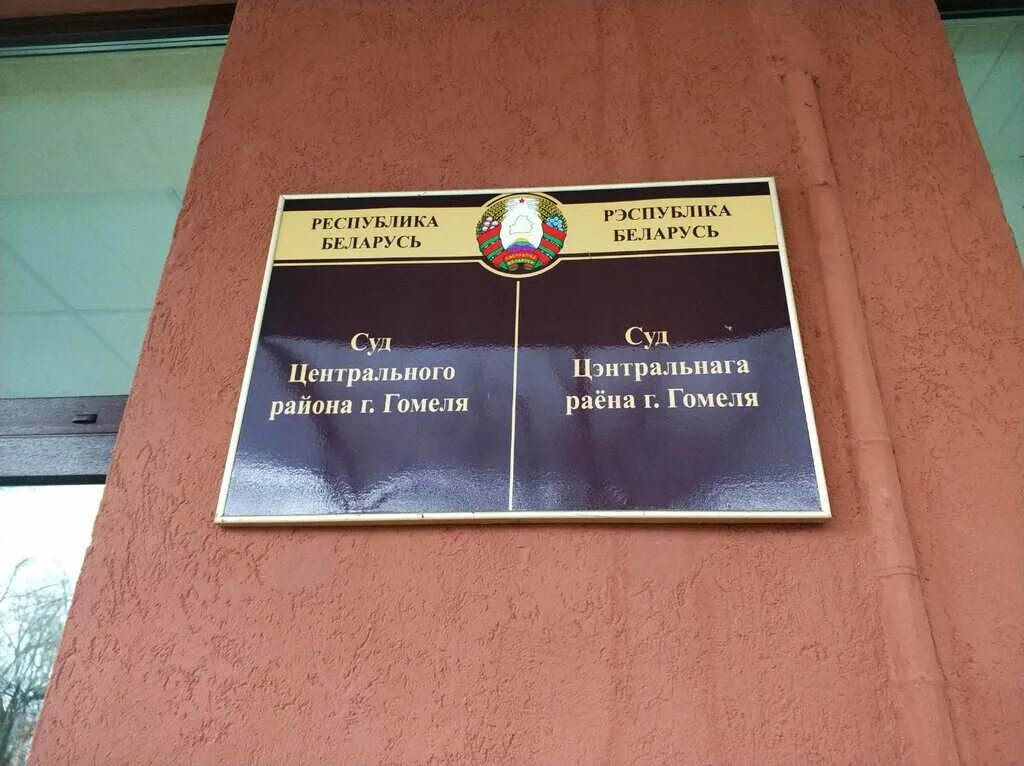 РЕСПУБЛИКА
БЕЛАРУСЬ
РЭСПУБЛІКА
БЕЛАРУСЬ
Суд
Центрального
района г. Гомеля
Суд
Цэнтральнага
раёна г. Гомеля